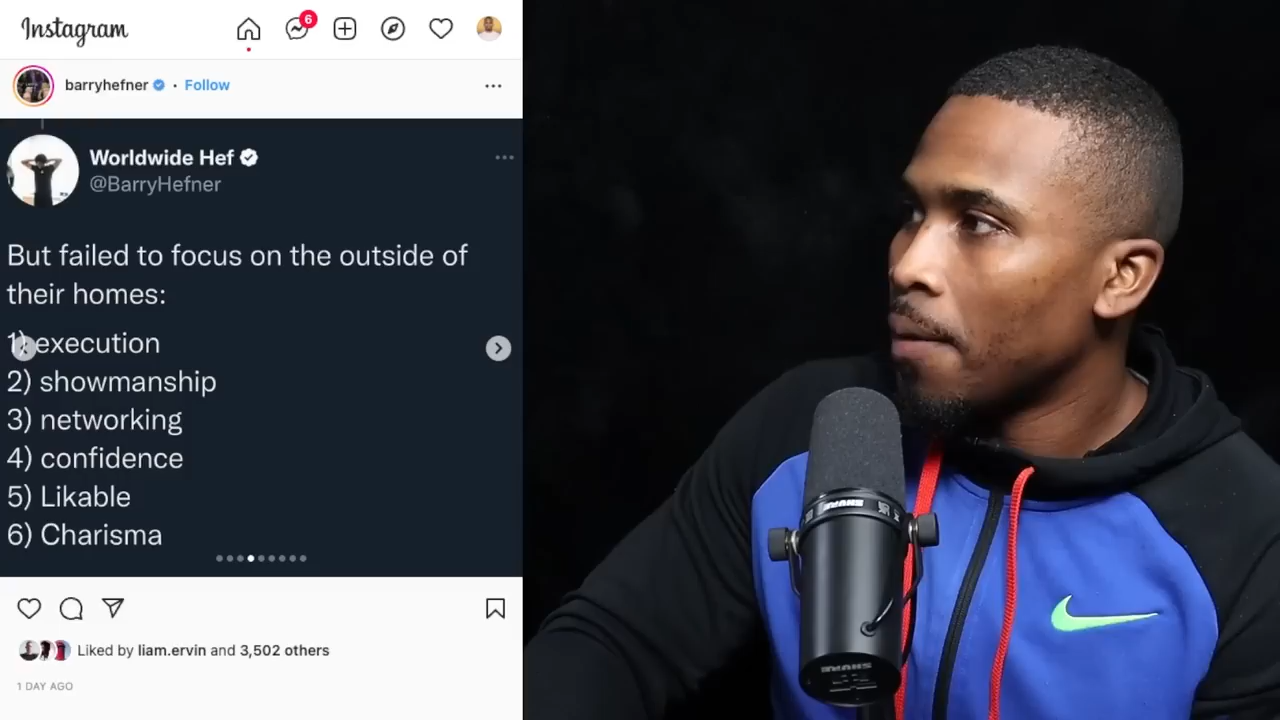 Instagram
6
barryhefner · Follow
Worldwide Hef
@BarryHefner
But failed to focus on the outside of
their homes:
1) execution
2) showmanship
3) networking
4) confidence
5) Likable
6) Charisma
Liked by liam.ervin and 3,502 others
1 DAY AGO
SHURE
SHURE